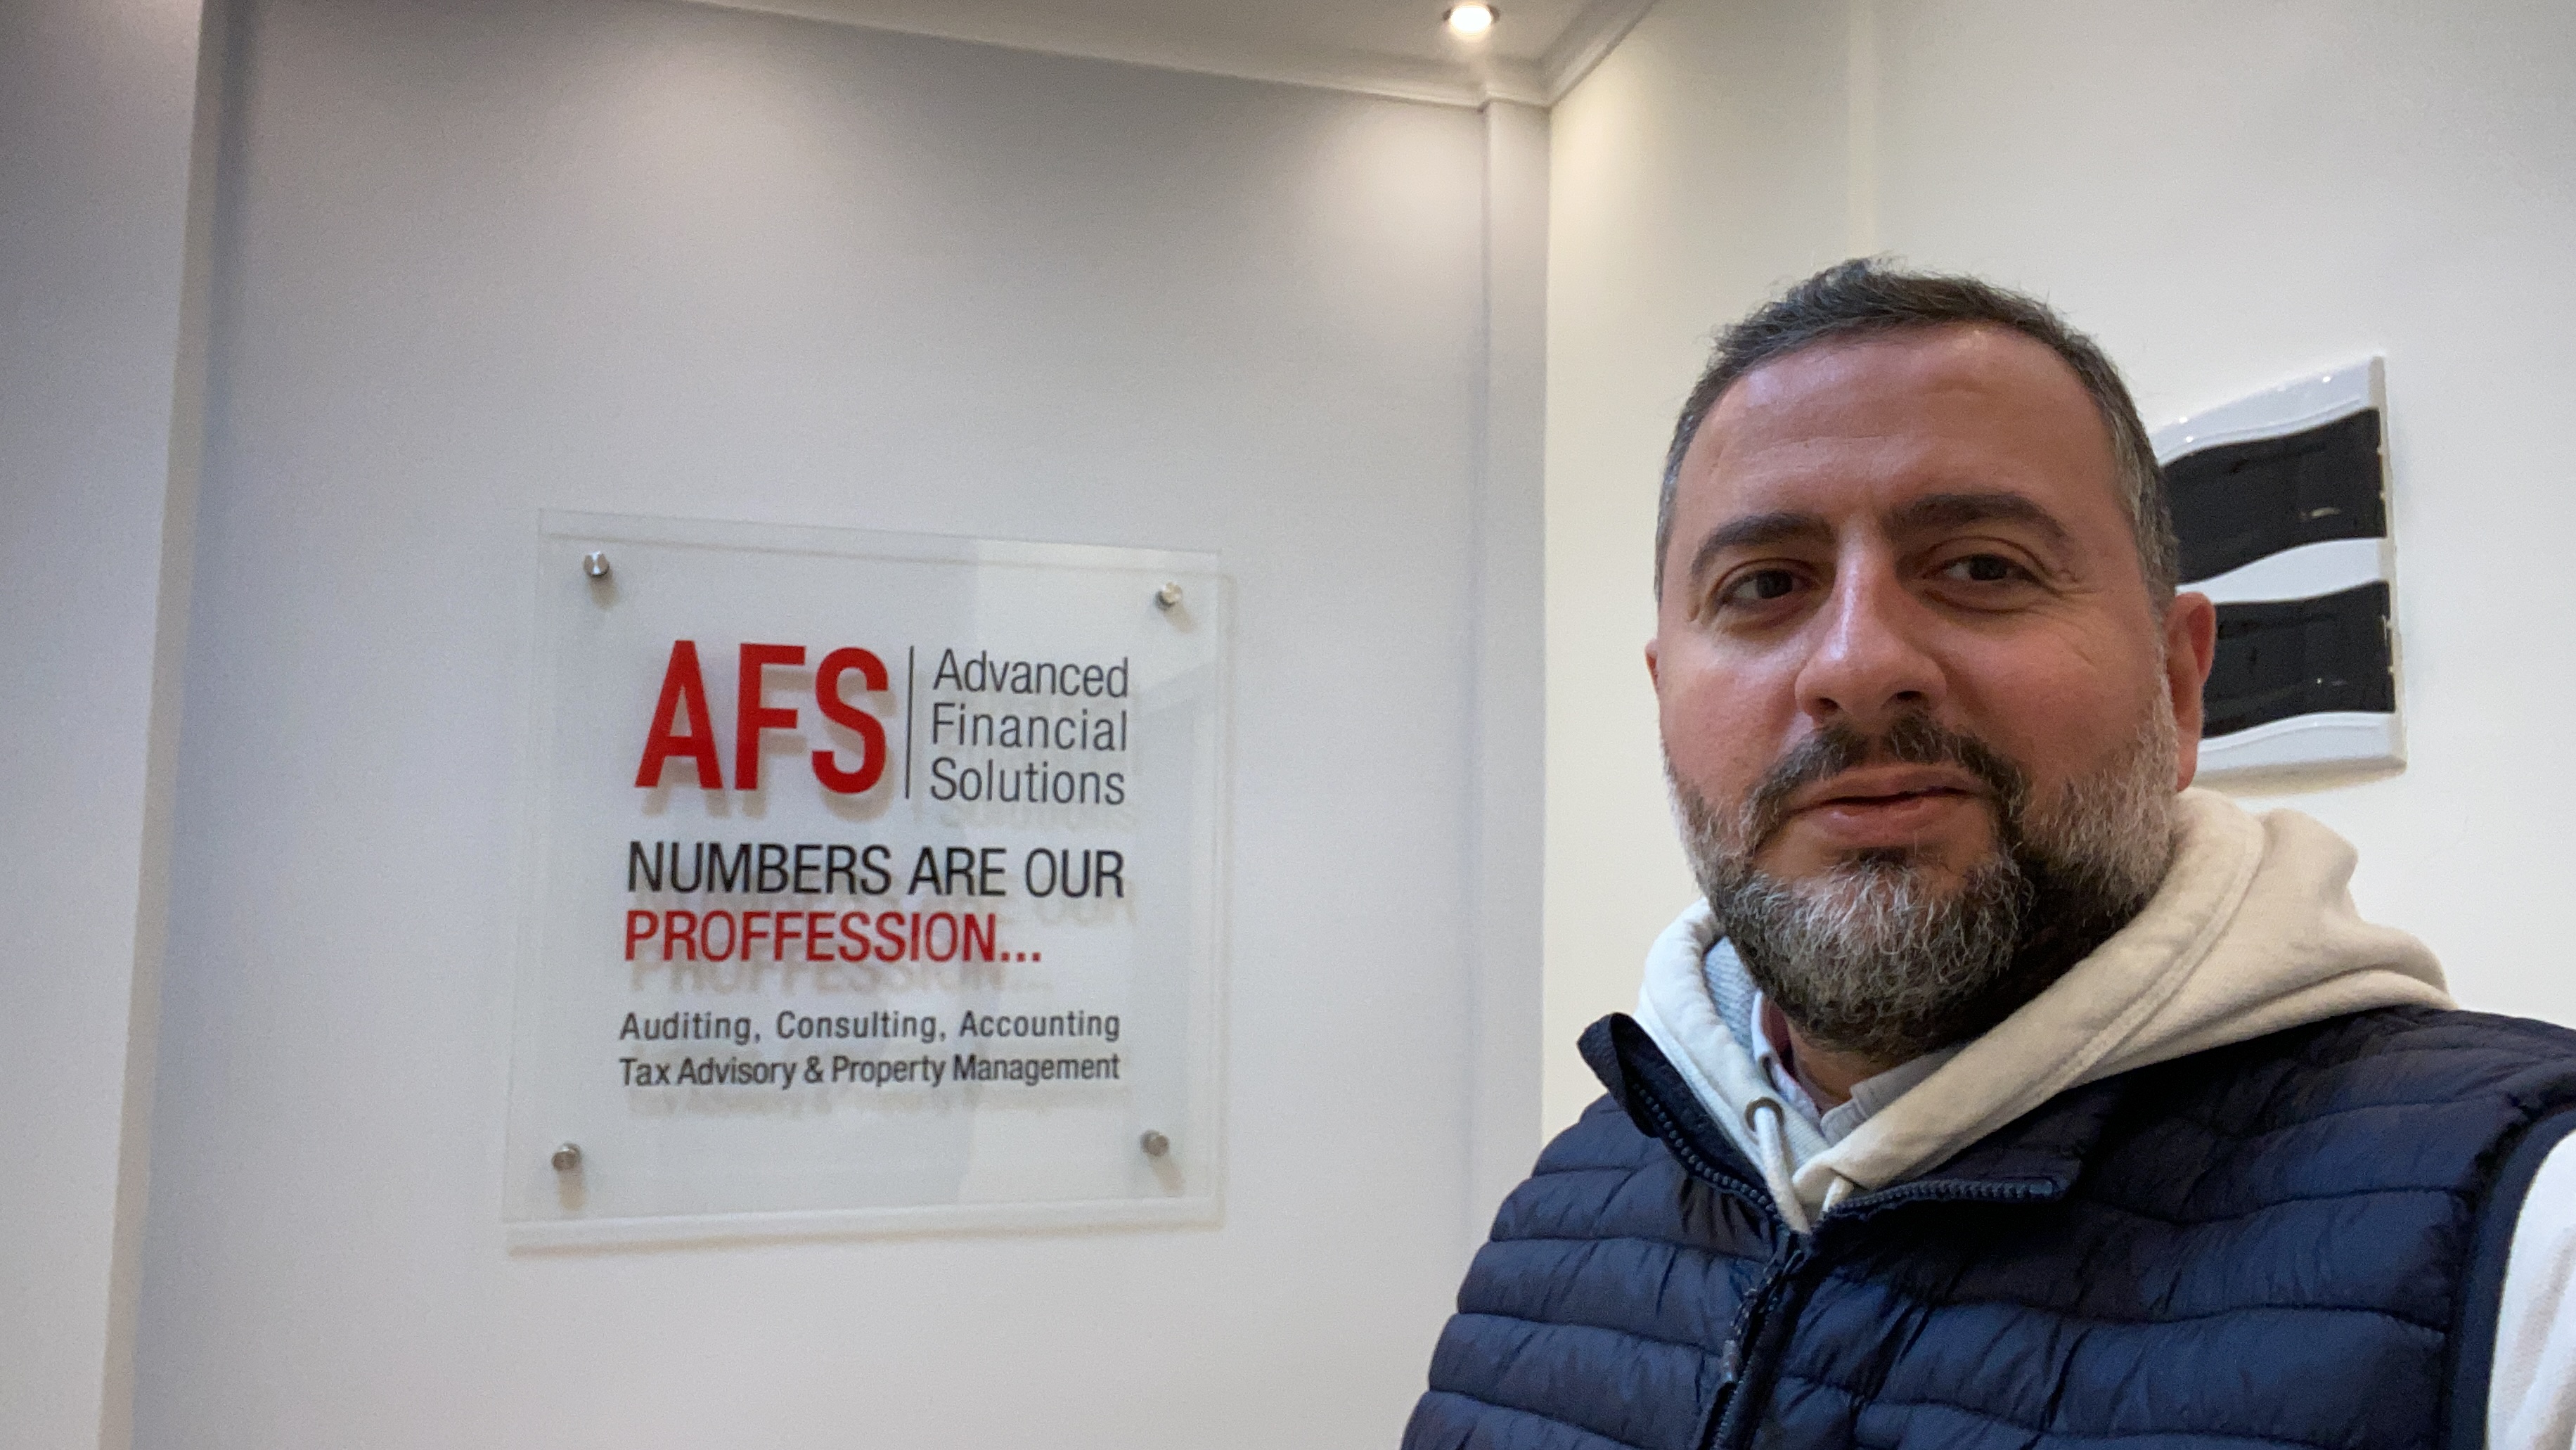 AFS
Advanced
Financial
Solutions
NUMBERS ARE OUR
PROFFESSION...
Auditing, Consulting, Accounting
Tax Advisory & Property Management